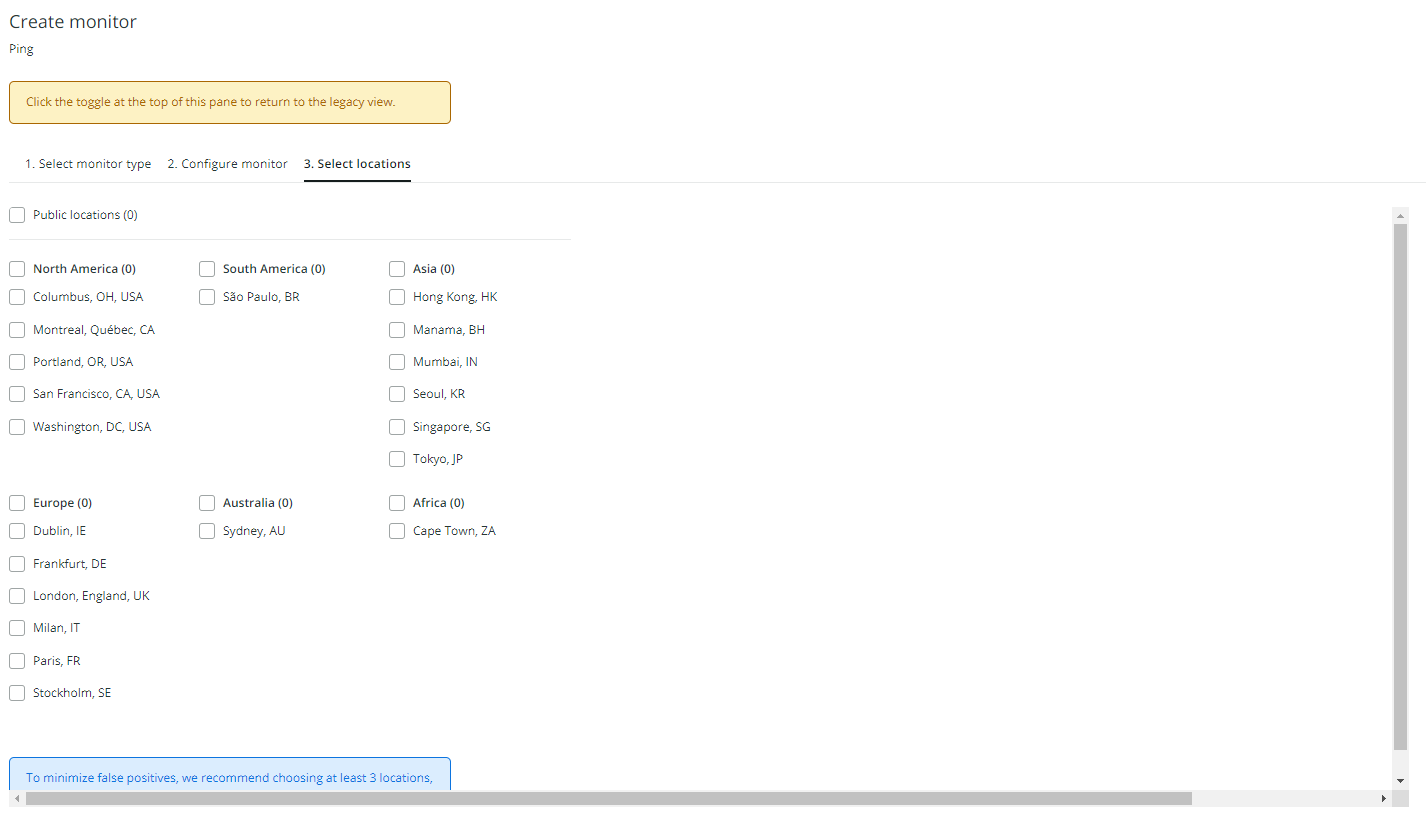 Create monitor
Ping
Click the toggle at the top of this pane to return to the legacy view.
1. Select monitor type 2. Configure monitor 3. Select locations
Public locations (0)
North America (0)
Columbus, OH, USA
Montreal, Québec, CA
Portland, OR, USA
San Francisco, CA, USA
Washington, DC, USA
South America (0)
São Paulo, BR
Asia (0)
Hong Kong, HK
Manama, BH
Mumbai, IN
Seoul, KR
Singapore, SG
Tokyo, JP
Europe (0)
Dublin, IE
Frankfurt, DE
London, England, UK
Milan, IT
Paris, FR
Stockholm, SE
Australia (0)
Sydney, AU
Africa (0)
Cape Town, ZA
To minimize false positives, we recommend choosing at least 3 locations,